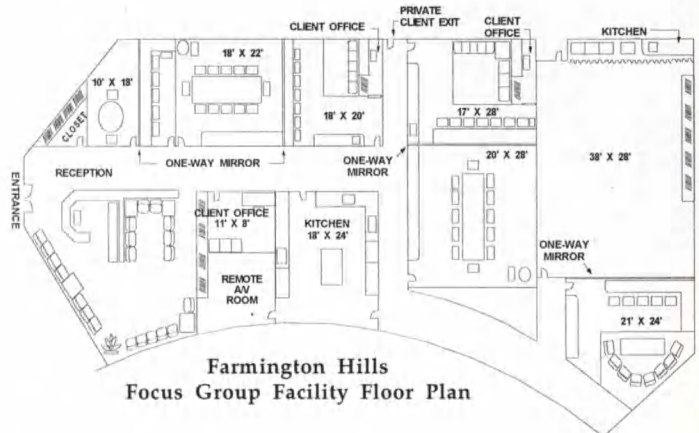 PRIVATE
CLIENT EXIT
CLIENT OFFICE
CLIENT
OFFICE
KITCHEN
10' X 18'
18' X 22'
18' X 20'
17' X 28'
CLOSET
ONE-WAY MIRROR
ONE-WAY
MIRROR
20' X 28'
38' X 28'
RECEPTION
ENTRANCE
CLIENT OFFICE
11' X 8'
KITCHEN
18' X 24'
REMOTE
A/V
ROOM
ONE-WAY
MIRROR
21' X 24'
Farmington Hills
Focus Group Facility Floor Plan